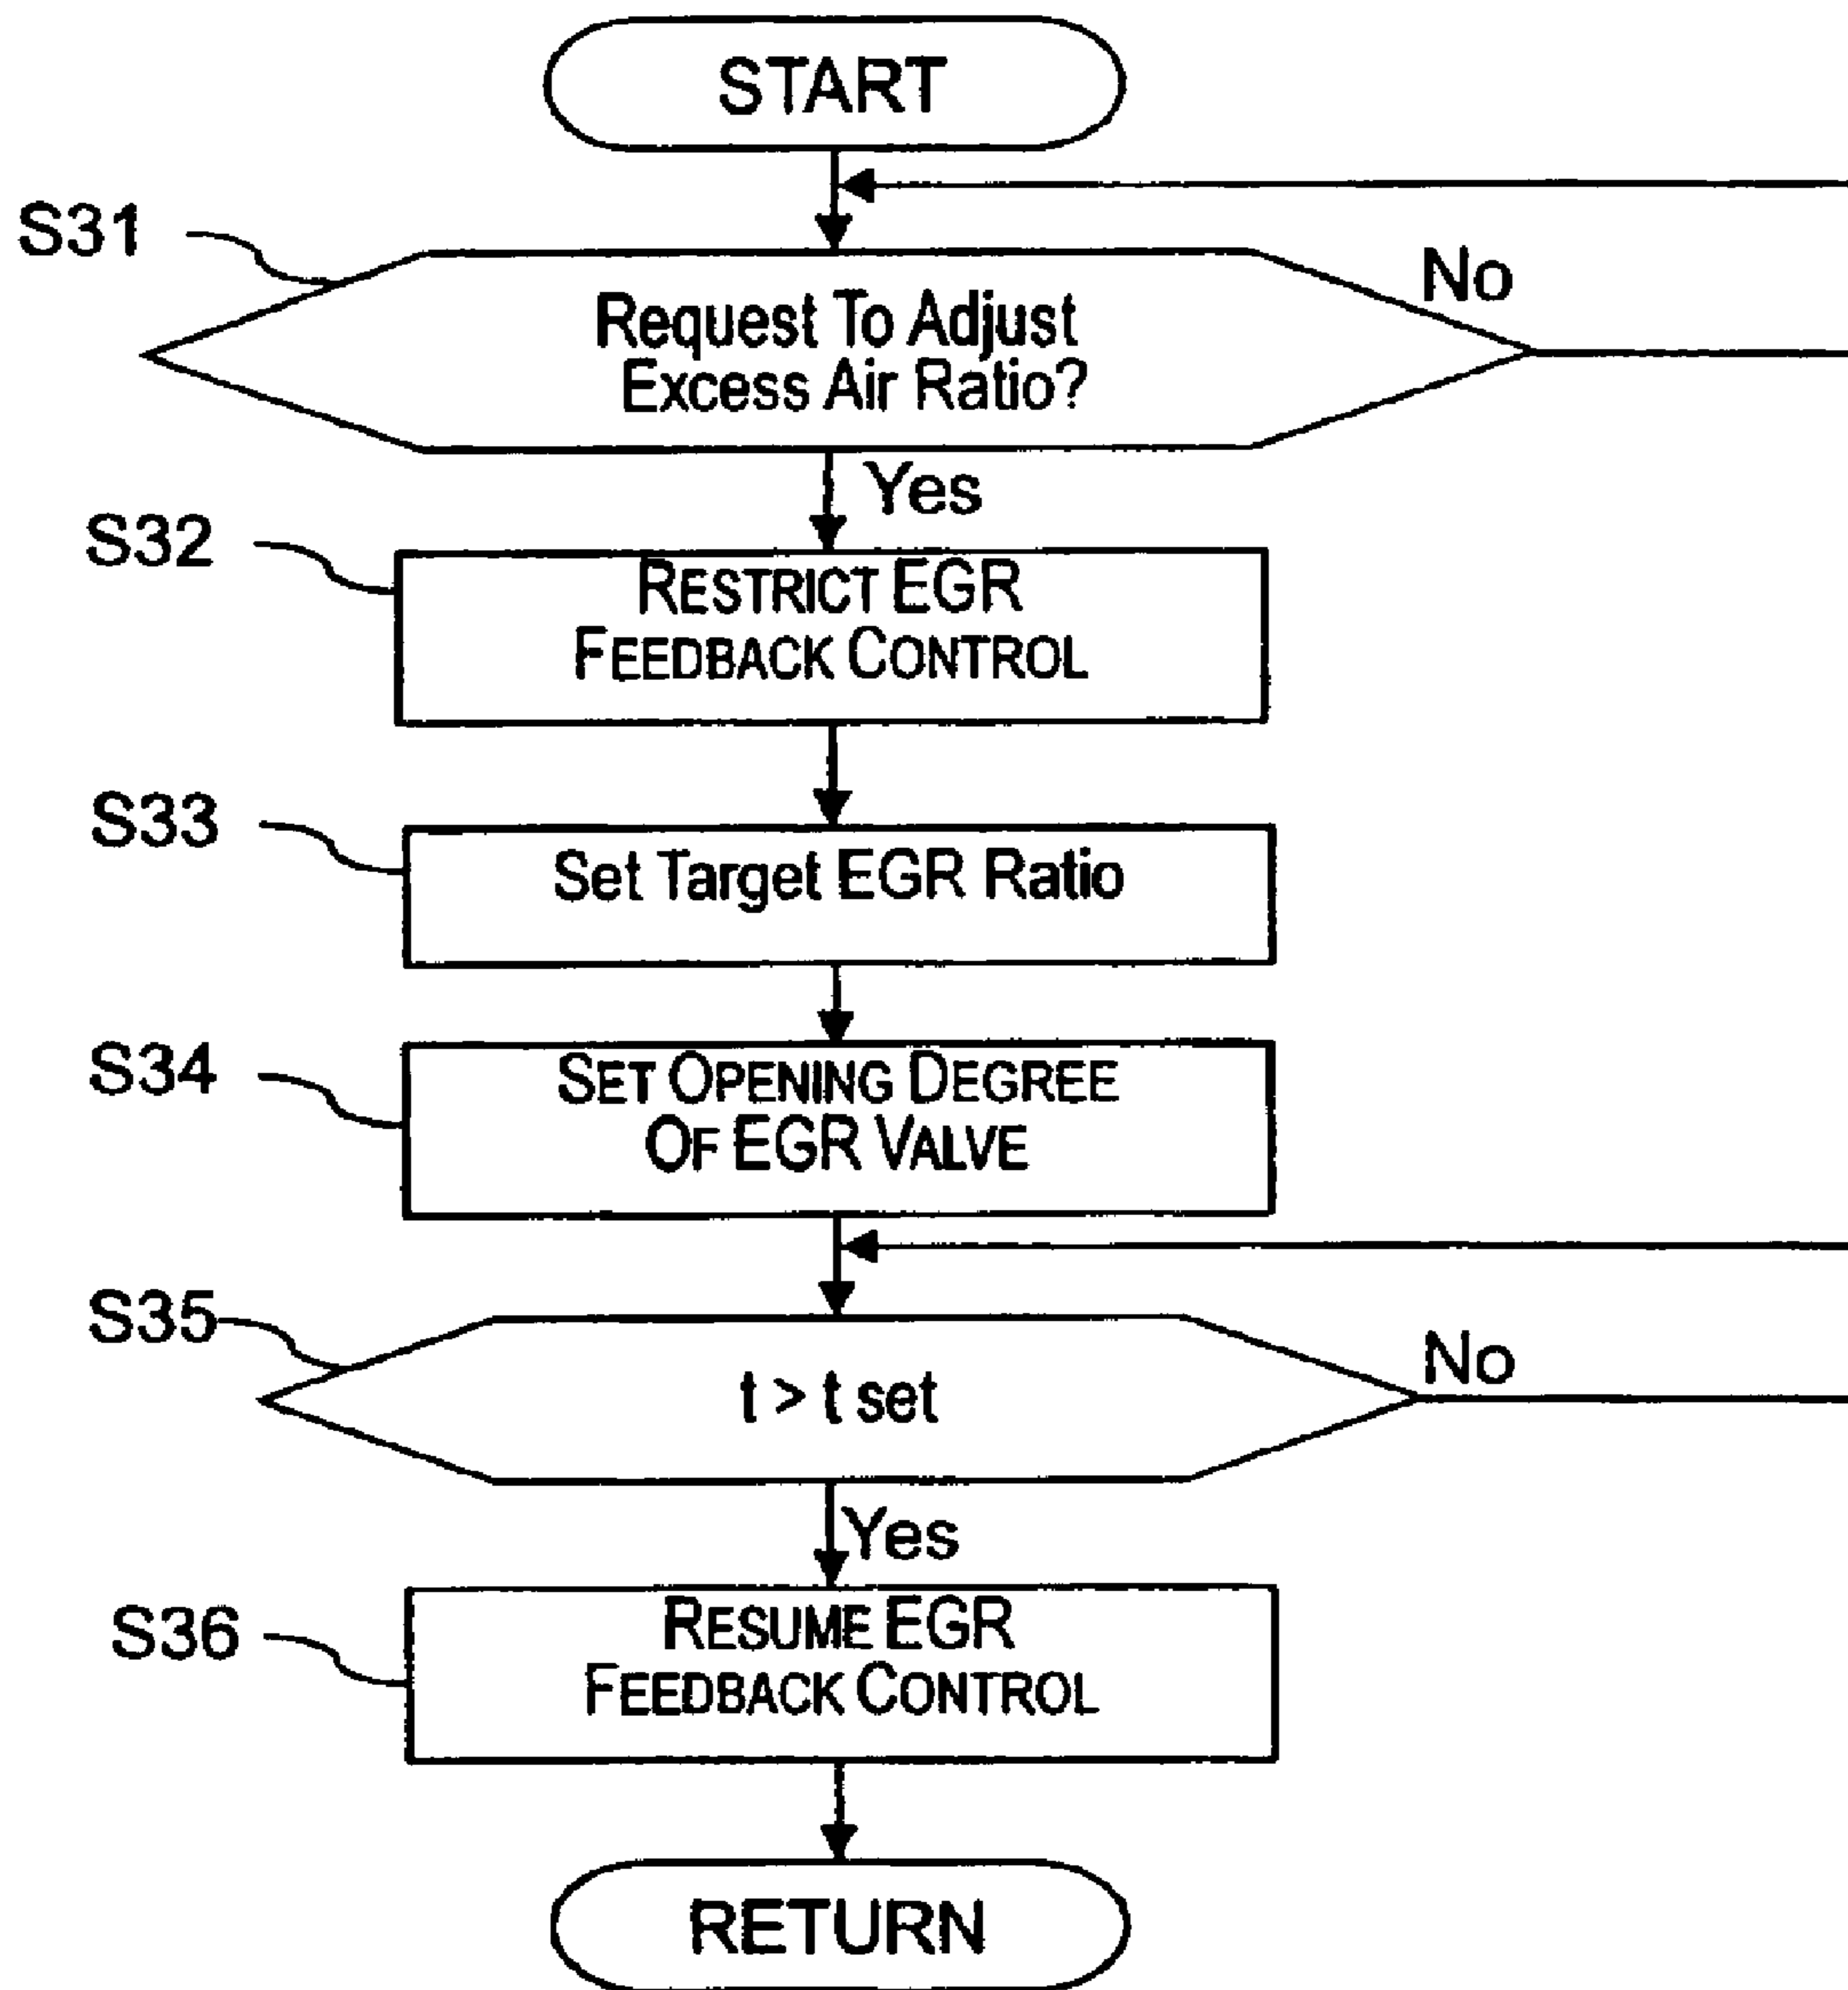 START
S31
No
Request To Adjust
Excess Air Ratio?
Yes
S32
RESTRICT EGR
FEEDBACK CONTROL
S33
Set Target EGR Ratio
S34
SET OPENING DEGREE
OF EGR VALVE
S35
No
t > t set
Yes
S36
RESUME EGR
FEEDBACK CONTROL
RETURN